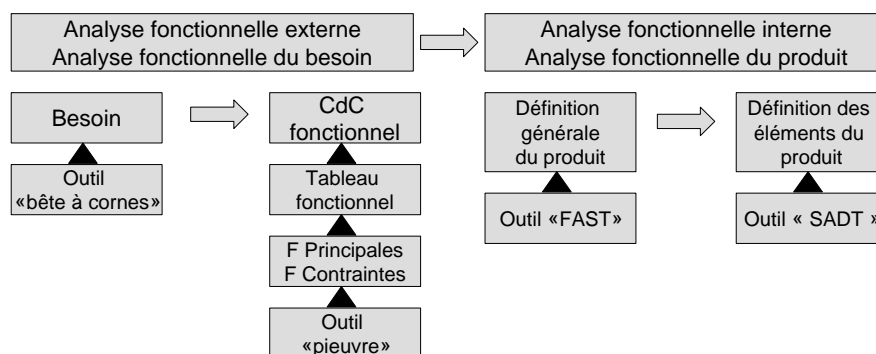 Analyse fonctionnelle externe
Analyse fonctionnelle du besoin
Analyse fonctionnelle interne
Analyse fonctionnelle du produit
Besoin
Outil
«bête à cornes»
CdC
fonctionnel
Tableau
fonctionnel
F Principales
F Contraintes
Outil
«pieuvre»
Définition
générale
du produit
Outil «FAST»
Définition des
éléments du
produit
Outil « SADT »